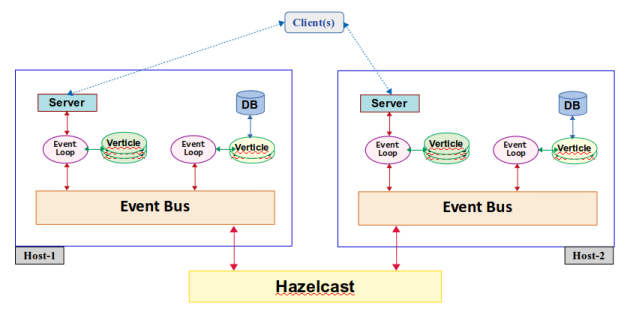 Client(s)
Server
DB
Server
DB
Event
Loop
Verticle
Event
Loop
Verticle
Event
Loop
Verticle
Event
Loop
Verticle
Event Bus
Event Bus
Host-1
Host-2
Hazelcast